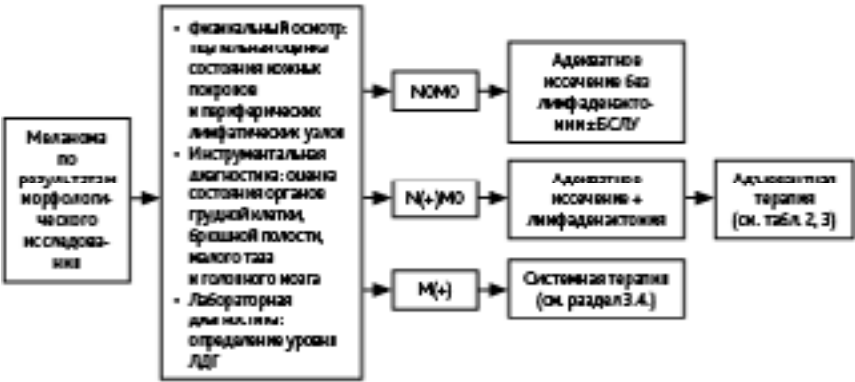 Меланома
по
результатам
морфологи-
ческого
исследова-
ния
• Физикальный осмотр:
тщательная оценка
состояния кожных
покровов
и периферических
лимфатических узлов
• Инструментальная
диагностика: оценка
состояния органов
грудной клетки,
брюшной полости,
малого таза
и головного мозга
• Лабораторная
диагностика:
определение уровня
ЛДГ
N0M0
Адекватное
иссечение без
лимфаденэкто-
мии±БСЛУ
N(+)M0
Адекватное
иссечение +
лимфаденэктомия
Адъювантная
терапия
(см. табл. 2, 3)
M(+)
Системная терапия
(см. раздел 3.4.)